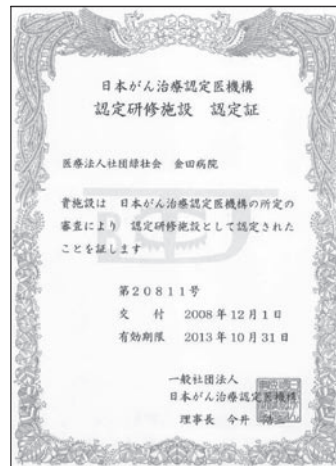 日本がん治療認定医機構
認定研修施設 認定証
医療法人社団緑壮会 金田病院
貴施設は 日本がん治療認定医機構の所定の
審査により 認定研修施設として認定された
ことを証します
第20811号
交付 2008年12月1日
有効期限 2013年10月31日
一般社団法人
日本がん治療認定医機構
理事長 今井 浩三